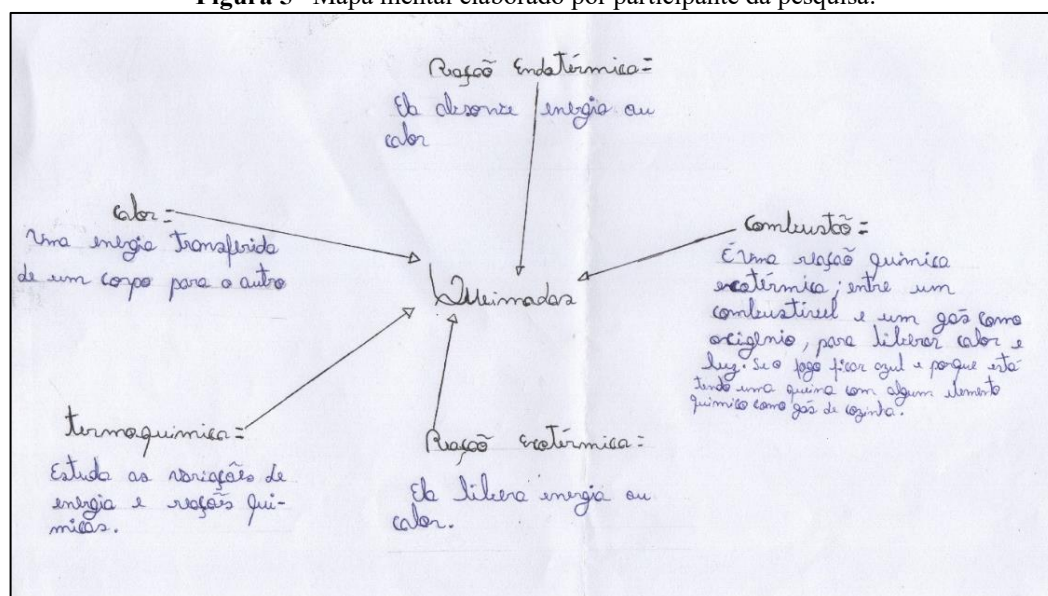 Figura 3 - Mapa mental elaborado por participante da pesquisa.
Reação Endotérmica =
Ela absorve energia ou
calor
Calor =
Uma energia Transferida
de um corpo para o outro
Combustão =
É Uma reação química
exotérmica; entre um
combustível e um gás como
oxigênio, para liberar calor e
luz. Se o fogo ficar azul e porque está
tendo uma queima com algum elemento
químico como gás de cozinha.
Queimadas
termoquimica =
Estuda as variações de
energia e reações quí-
micas.
Reação exotérmica =
Ela libera energia ou
calor.